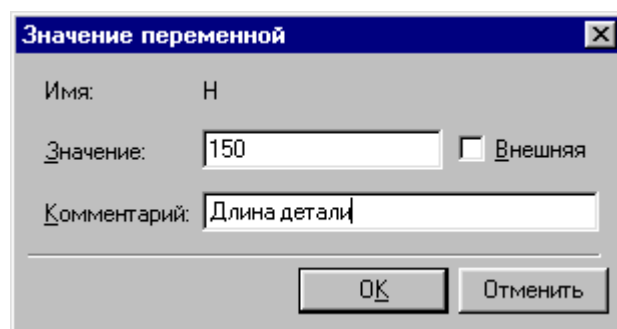 Значение переменной
Имя: H
Значение: 150 Внешняя
Комментарий: Длина детали
OK Отменить